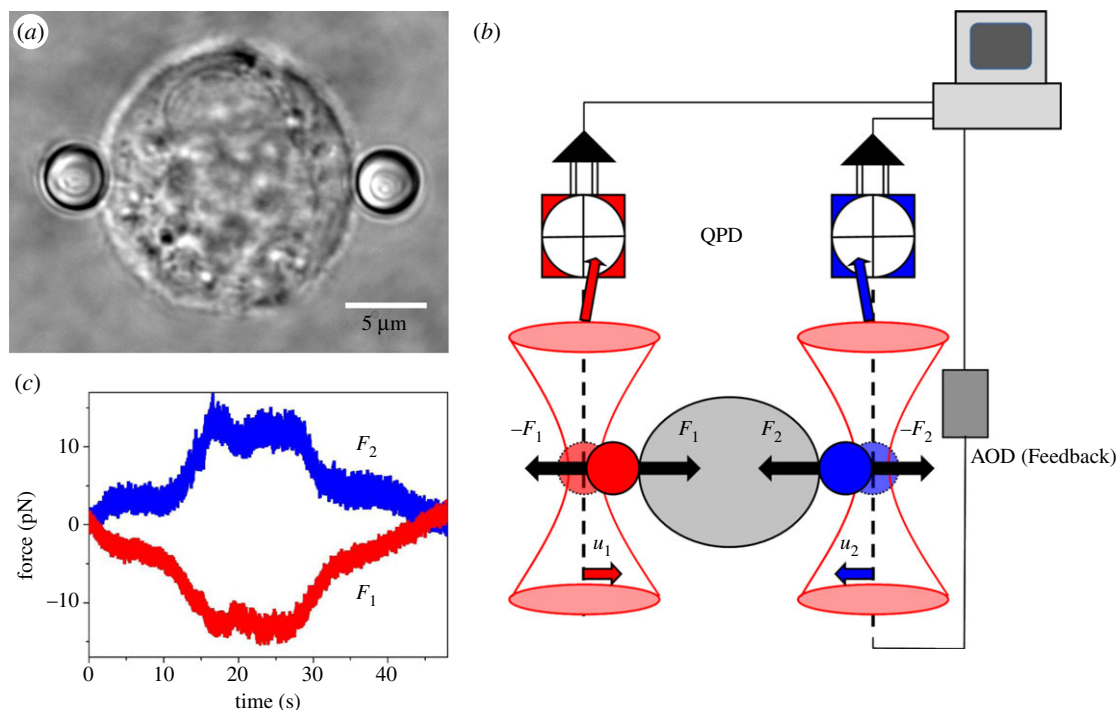 (a)
5 µm
(b)
QPD
–F1
F1
F2
–F2
AOD (Feedback)
u1
u2
(c)
10
0
–10
force (pN)
F2
F1
0 10 20 30 40
time (s)